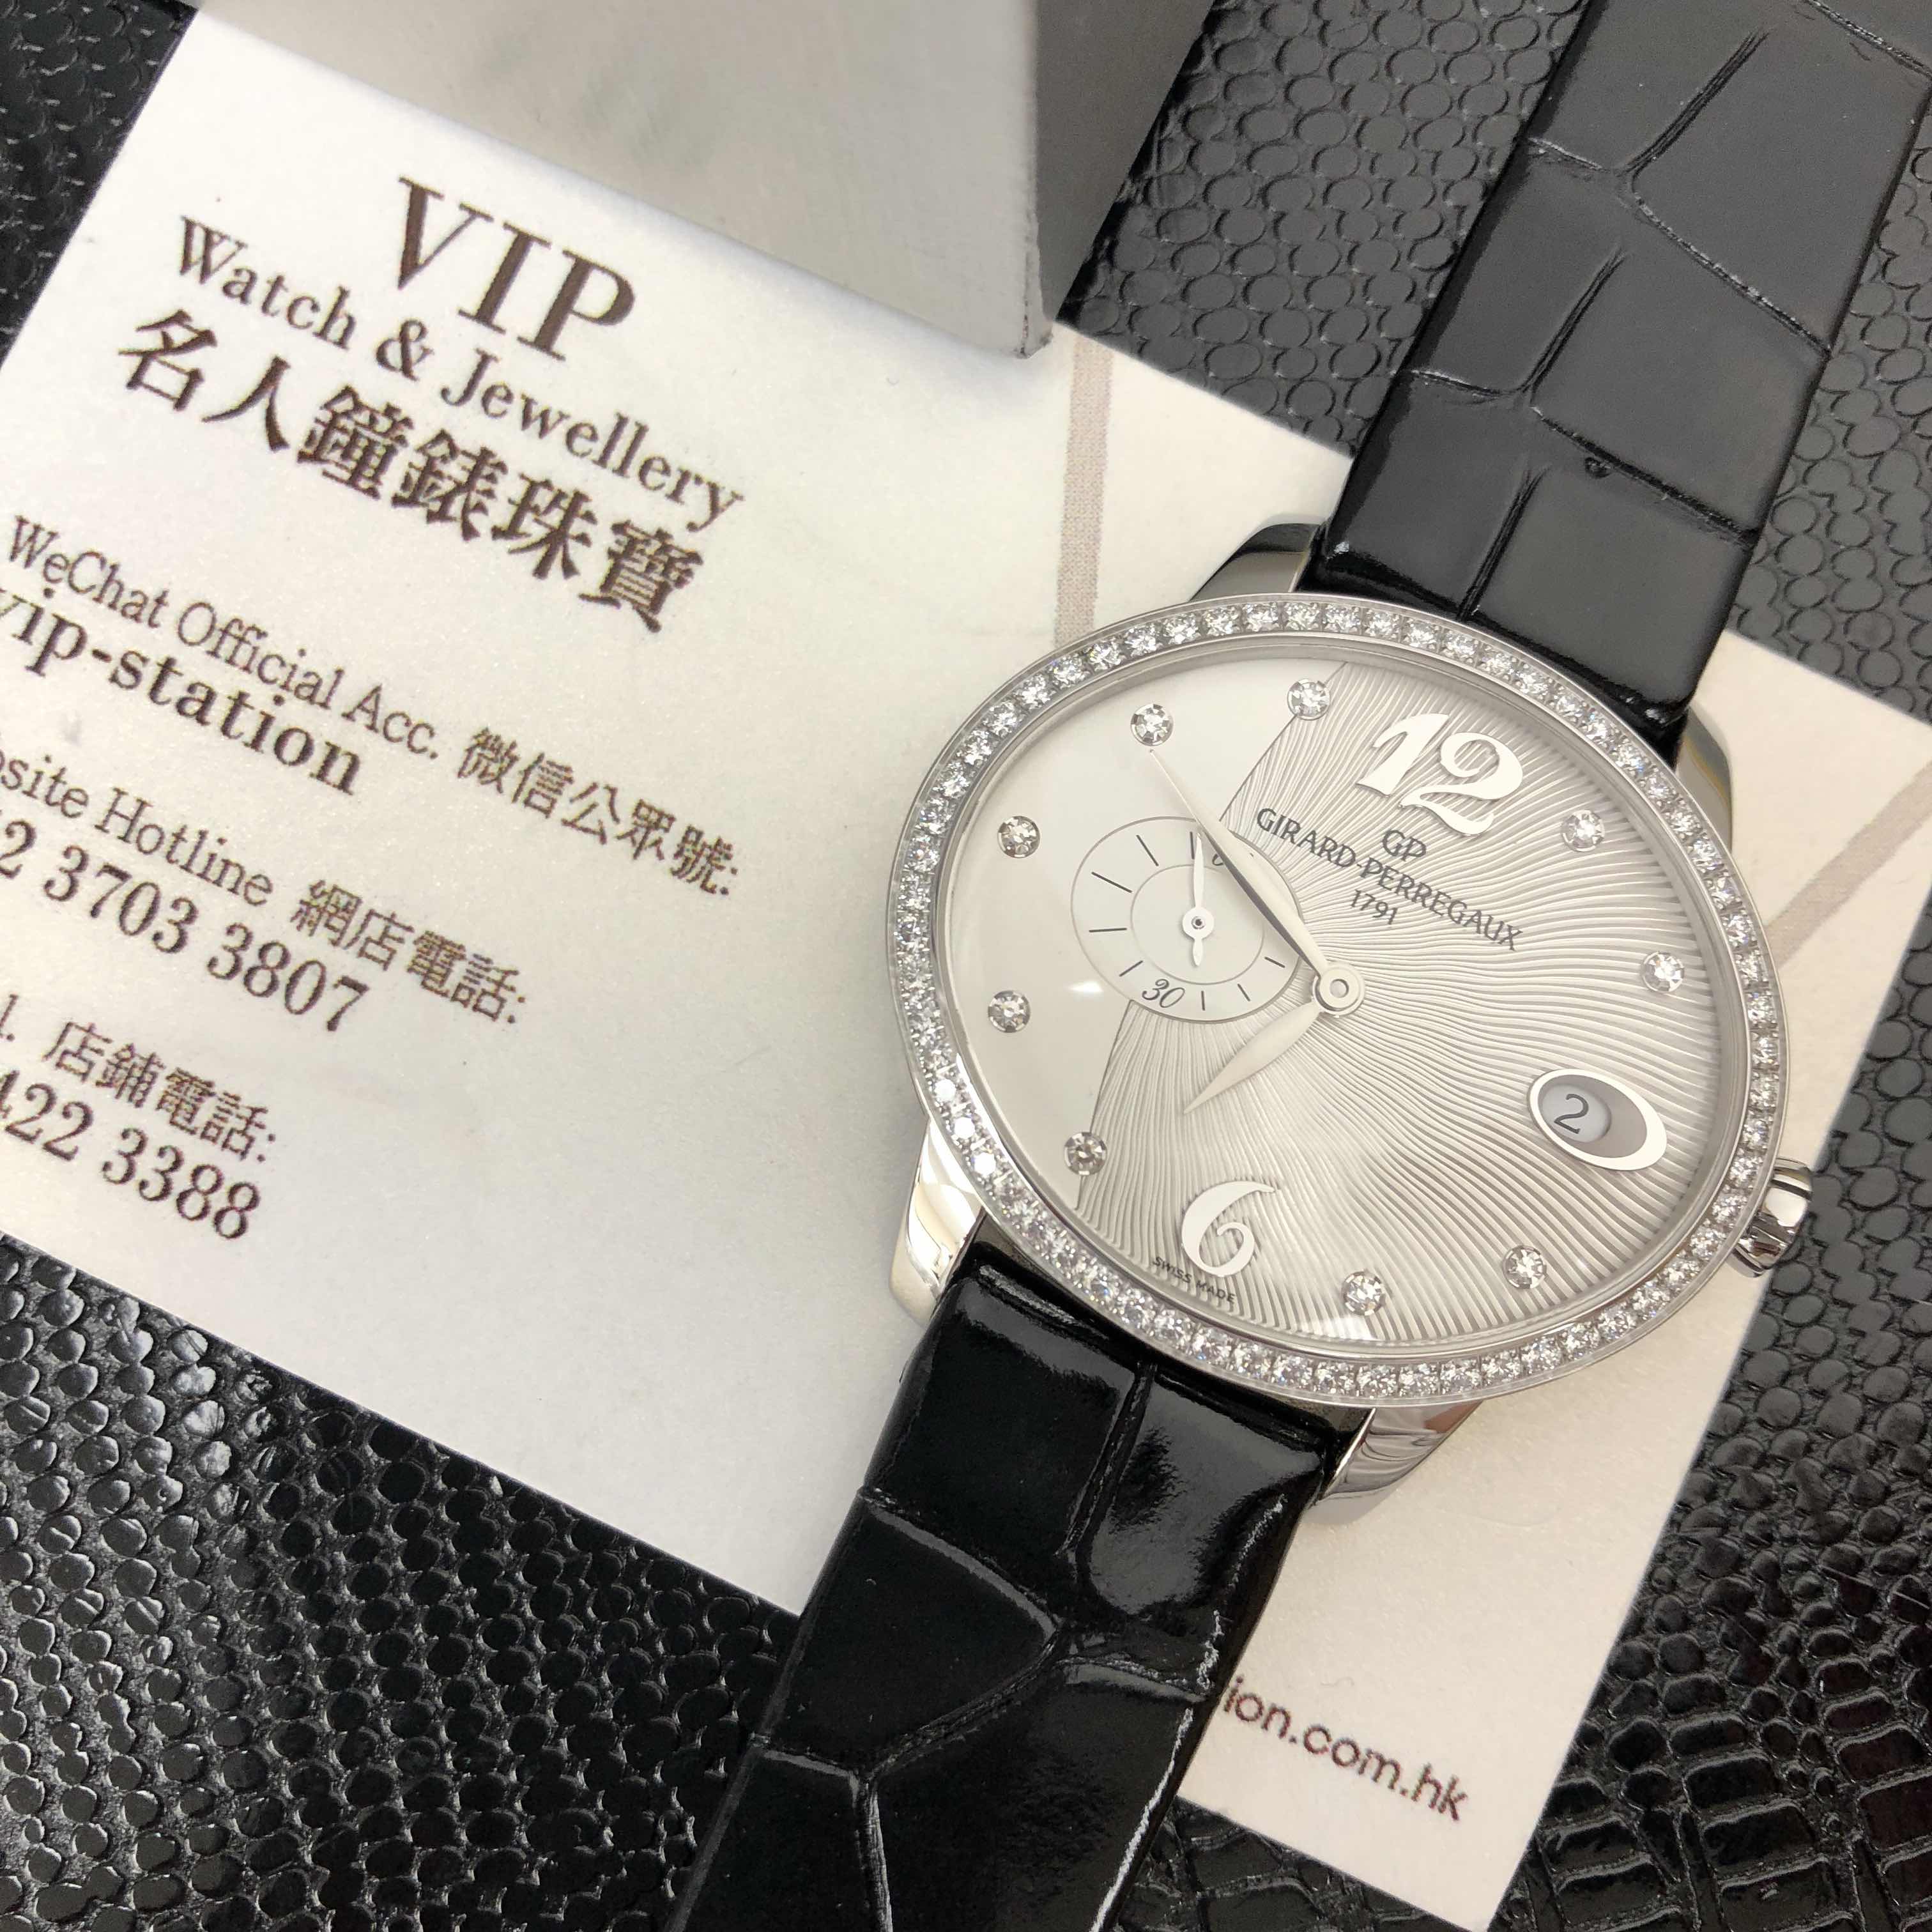 VIP
Watch & Jewellery
名人鐘錶珠寶
WeChat Official Acc. 微信公眾號:
vip-station
Hotline 網店電話:
2 3703 3807
店鋪電話:
422 3388
12
GP
GIRARD-PERREGAUX
1791
30
2
6
SWISS MADE
ion.com.hk